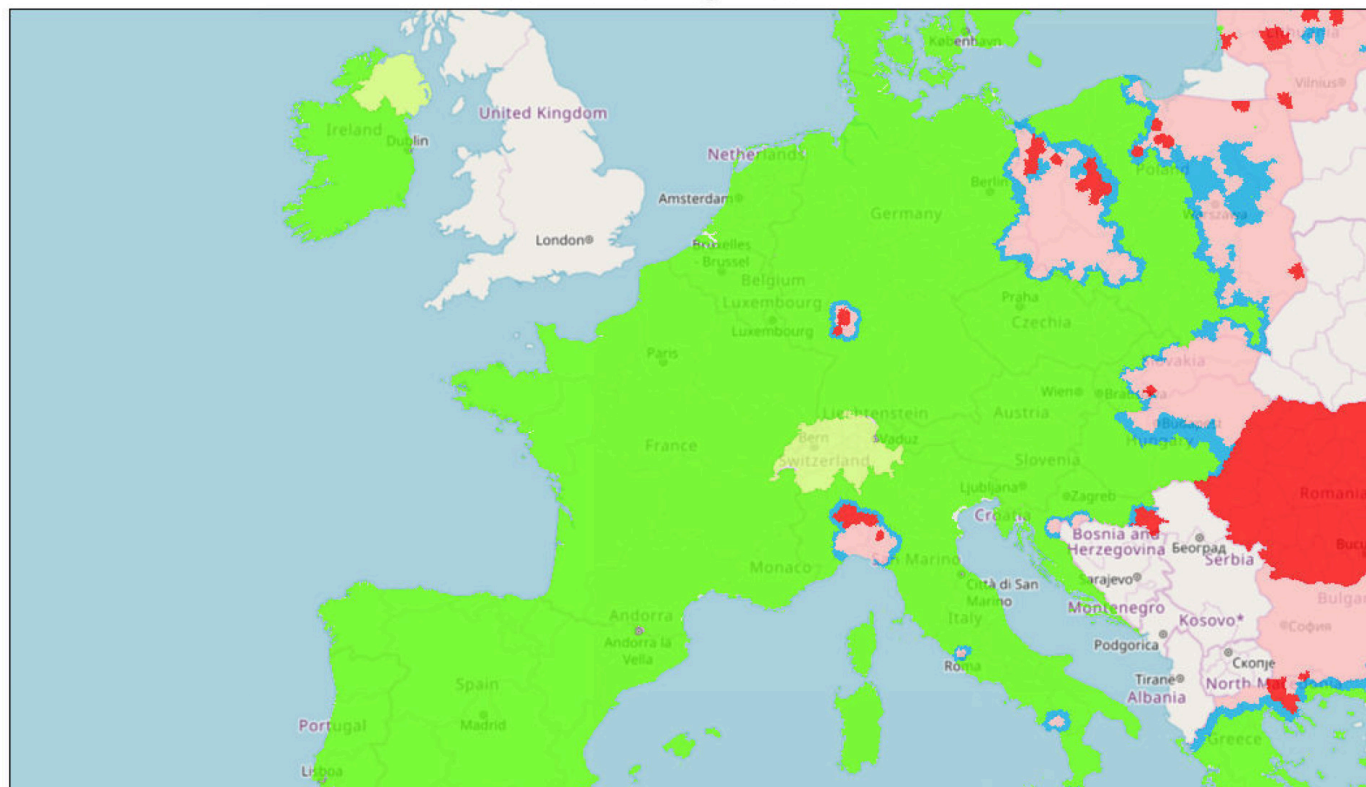 København
Lithuania
Vilnius
United Kingdom
Ireland
Dublin
Netherlands
Amsterdam
Berlin
Poland
Warszawa
Germany
London
Bruxelles
- Brussel
Belgium
Luxembourg
Luxembourg
Praha
Czechia
Paris
Slovakia
Wien
Bratislava
Liechtenstein
Austria
Budapest
Hungary
France
Bern
Vaduz
Switzerland
Slovenia
Ljubljana
Zagreb
Romania
Croatia
Bosnia and
Herzegovina
Београд
Serbia
Monaco
San Marino
Sarajevo
Città di San
Marino
Montenegro
Kosovo*
София
Andorra
Andorra la
Vella
Italy
Podgorica
Скопје
Roma
Tirane
Albania
North Macedonia
Spain
Madrid
Portugal
Greece
Lisboa